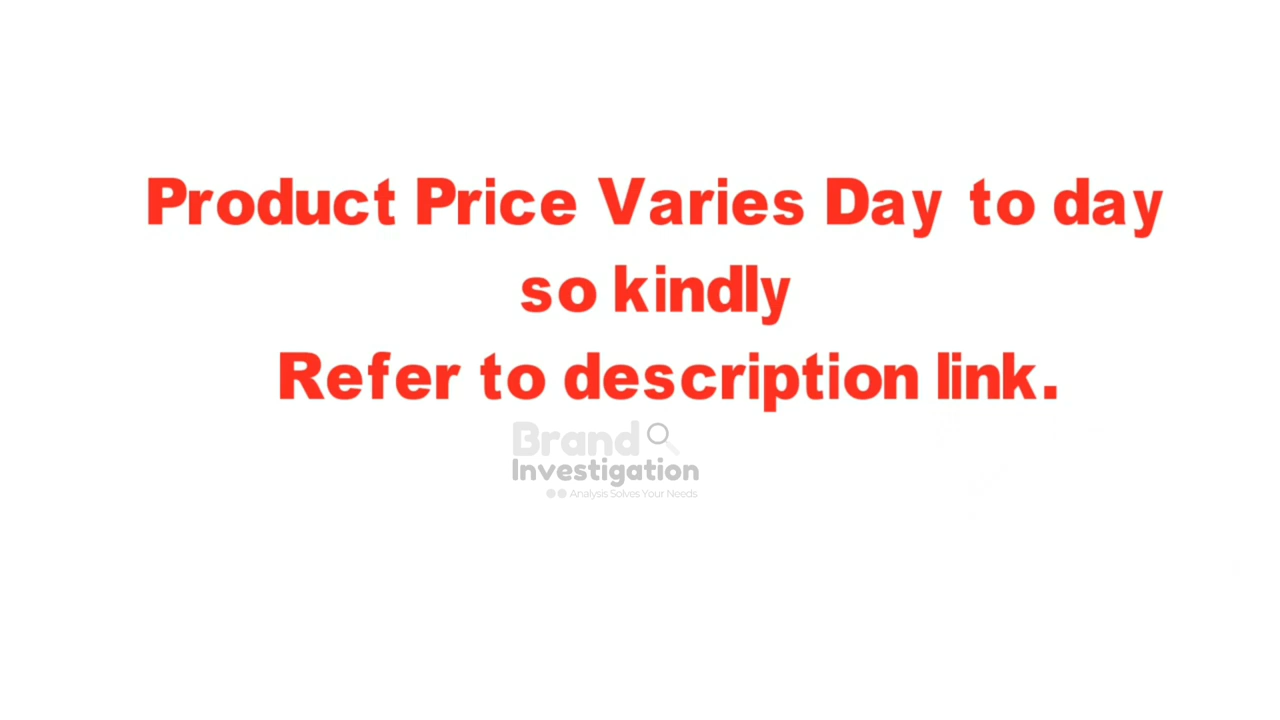 Product Price Varies Day to day
so kindly
Refer to description link.
Brand
Investigation
Analysis Solves Your Needs